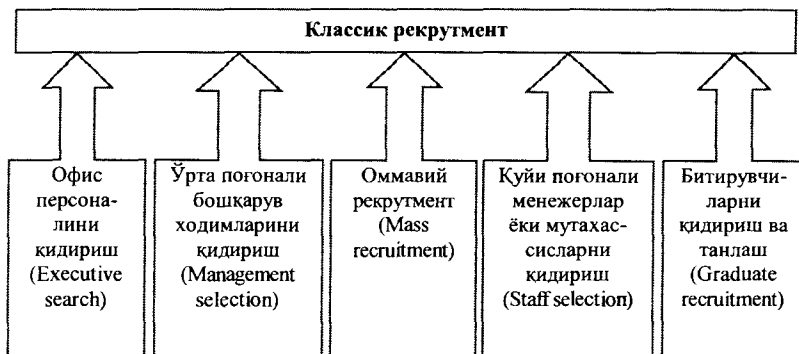 Классик рекрутмент
Офис
персона-
лини
қидириш
(Executive
search)
Ўрта поғонали
бошқарув
ходимларини
қидириш
(Management
selection)
Оммавий
рекрутмент
(Mass
recruitment)
Қуйи поғонали
менежерлар
ёки мутахас-
сисларни
қидириш
(Staff selection)
Битирувчи-
ларни
қидириш ва
танлаш
(Graduate
recruitment)